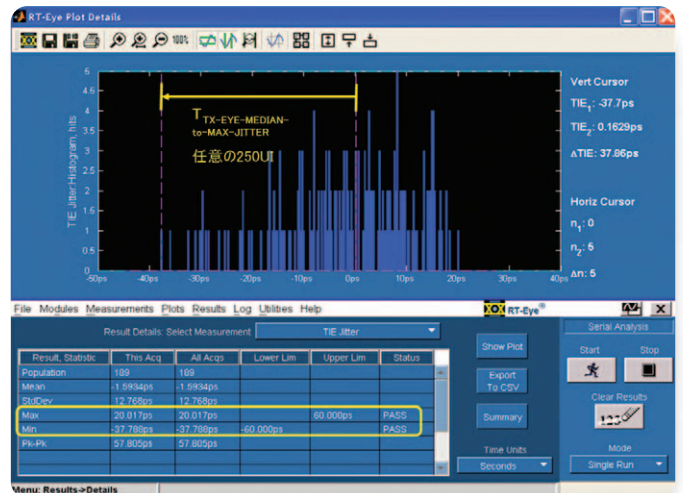 RT-Eye Plot Details
100%
5
4.5
4
3.5
3
2.5
2
1.5
1
0.5
0
TIE Jitter:Histogram, hits
T TX-EYE-MEDIAN-
to-MAX-JITTER
任意の250UI
-50ps -40ps -30ps -20ps -10ps 0ps 10ps 20ps 30ps 40ps
Vert Cursor
TIE1: -37.7ps
TIE2: 0.1629ps
ΔTIE: 37.86ps
Horiz Cursor
n1: 0
n2: 5
Δn: 5
File Modules Measurements Plots Results Log Utilities Help
RT-Eye®
Result Details: Select Measurement TIE Jitter
Result, Statistic This Acq All Acqs Lower Lim Upper Lim Status
Population 189 189
Mean -1.5934ps -1.5934ps
StdDev 12.768ps 12.768ps
Max 20.017ps 20.017ps 60.000ps PASS
Min -37.788ps -37.788ps -60.000ps PASS
Pk-Pk 57.805ps 57.805ps
Show Plot
Export
To CSV
Summary
Time Units
Seconds
Serial Analysis
Start Stop
Clear Results
123
Mode
Single Run
Menu: Results->Details